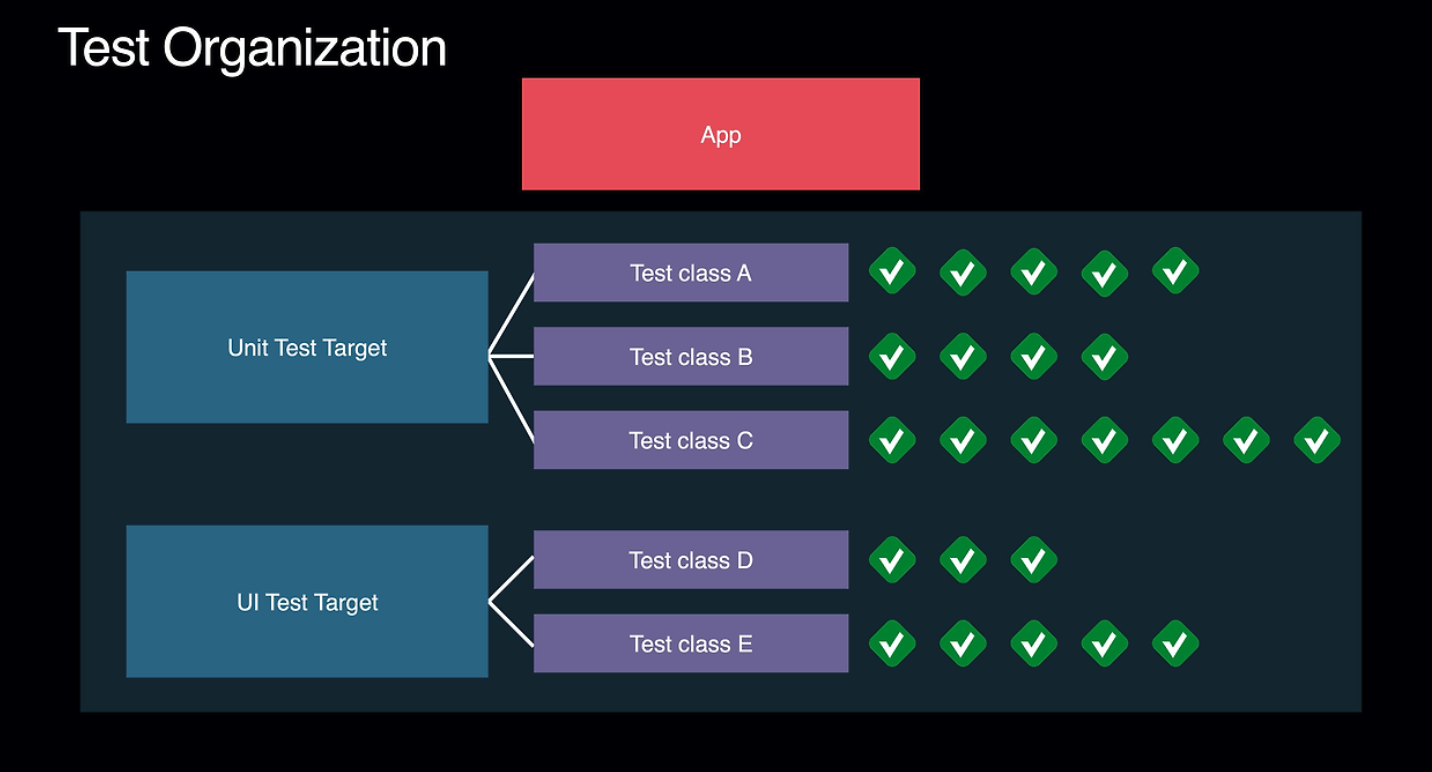 Test Organization
App
Unit Test Target
Test class A
Test class B
Test class C
UI Test Target
Test class D
Test class E